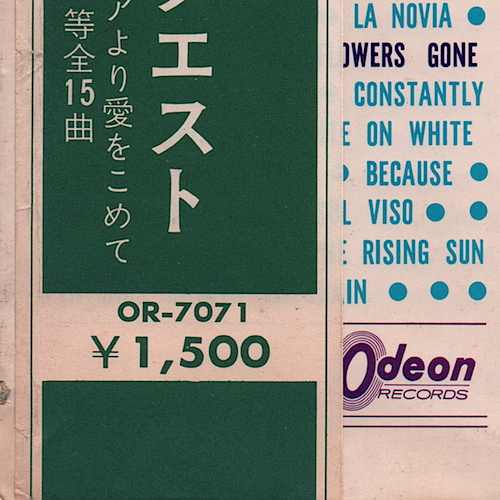 ウエスト
アより愛をこめて
等全15曲
OR-7071
¥1,500
LA NOVIA ●
OWERS GONE
CONSTANTLY
E ON WHITE
● BECAUSE ●
L VISO ● ●
E RISING SUN
IN ● ● ●
Odeon
RECORDS